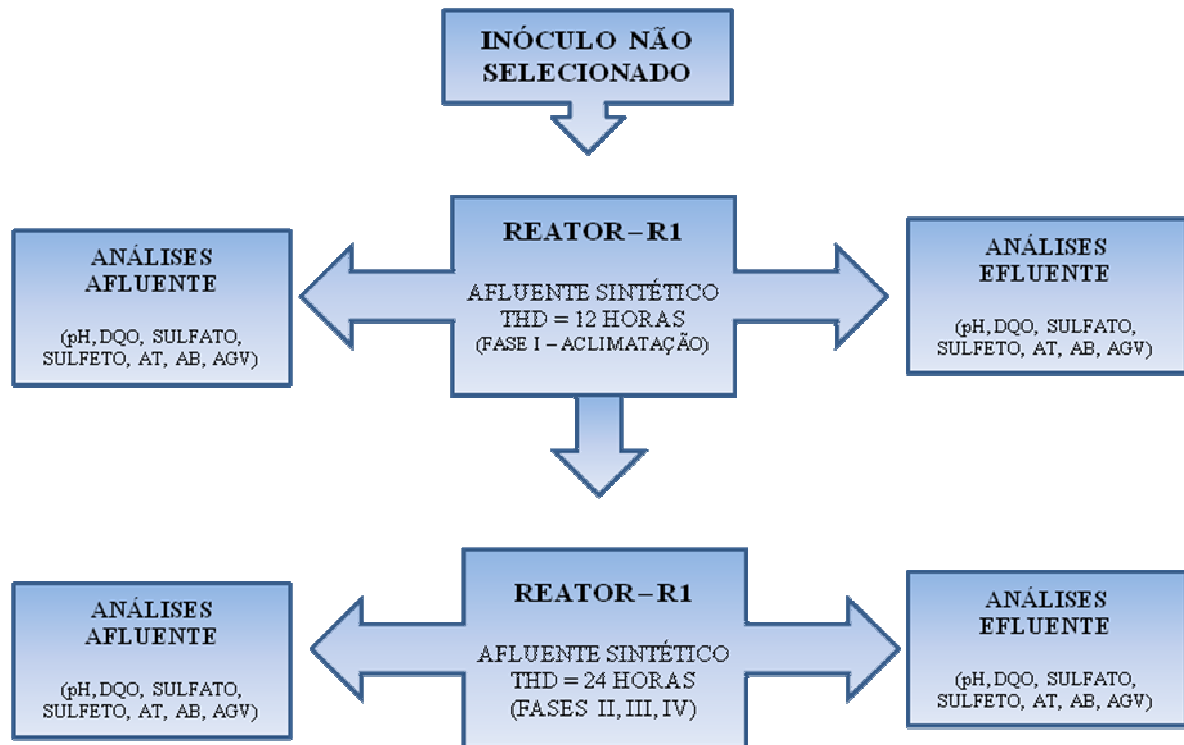 INÓCULO NÃO
SELECIONADO
REATOR – R1
AFLUENTE SINTÉTICO
THD = 12 HORAS
(FASE I – ACLIMATAÇÃO)
ANÁLISES
AFLUENTE
(pH, DQO, SULFATO,
SULFETO, AT, AB, AGV)
ANÁLISES
EFLUENTE
(pH, DQO, SULFATO,
SULFETO, AT, AB, AGV)
REATOR – R1
AFLUENTE SINTÉTICO
THD = 24 HORAS
(FASES II, III, IV)
ANÁLISES
AFLUENTE
(pH, DQO, SULFATO,
SULFETO, AT, AB, AGV)
ANÁLISES
EFLUENTE
(pH, DQO, SULFATO,
SULFETO, AT, AB, AGV)